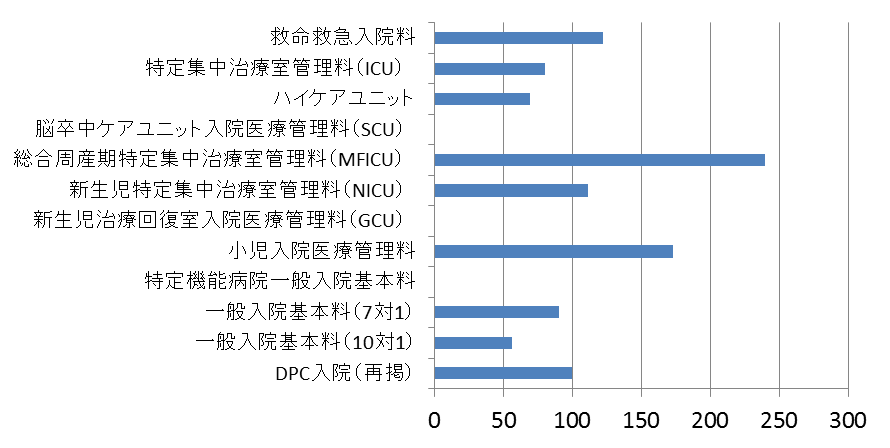 救命救急入院料
特定集中治療室管理料(ICU)
ハイケアユニット
脳卒中ケアユニット入院医療管理料(SCU)
総合周産期特定集中治療室管理料(MFICU)
新生児特定集中治療室管理料(NICU)
新生児治療回復室入院医療管理料(GCU)
小児入院医療管理料
特定機能病院一般入院基本料
一般入院基本料(7対1)
一般入院基本料(10対1)
DPC入院(再掲)
0 50 100 150 200 250 300